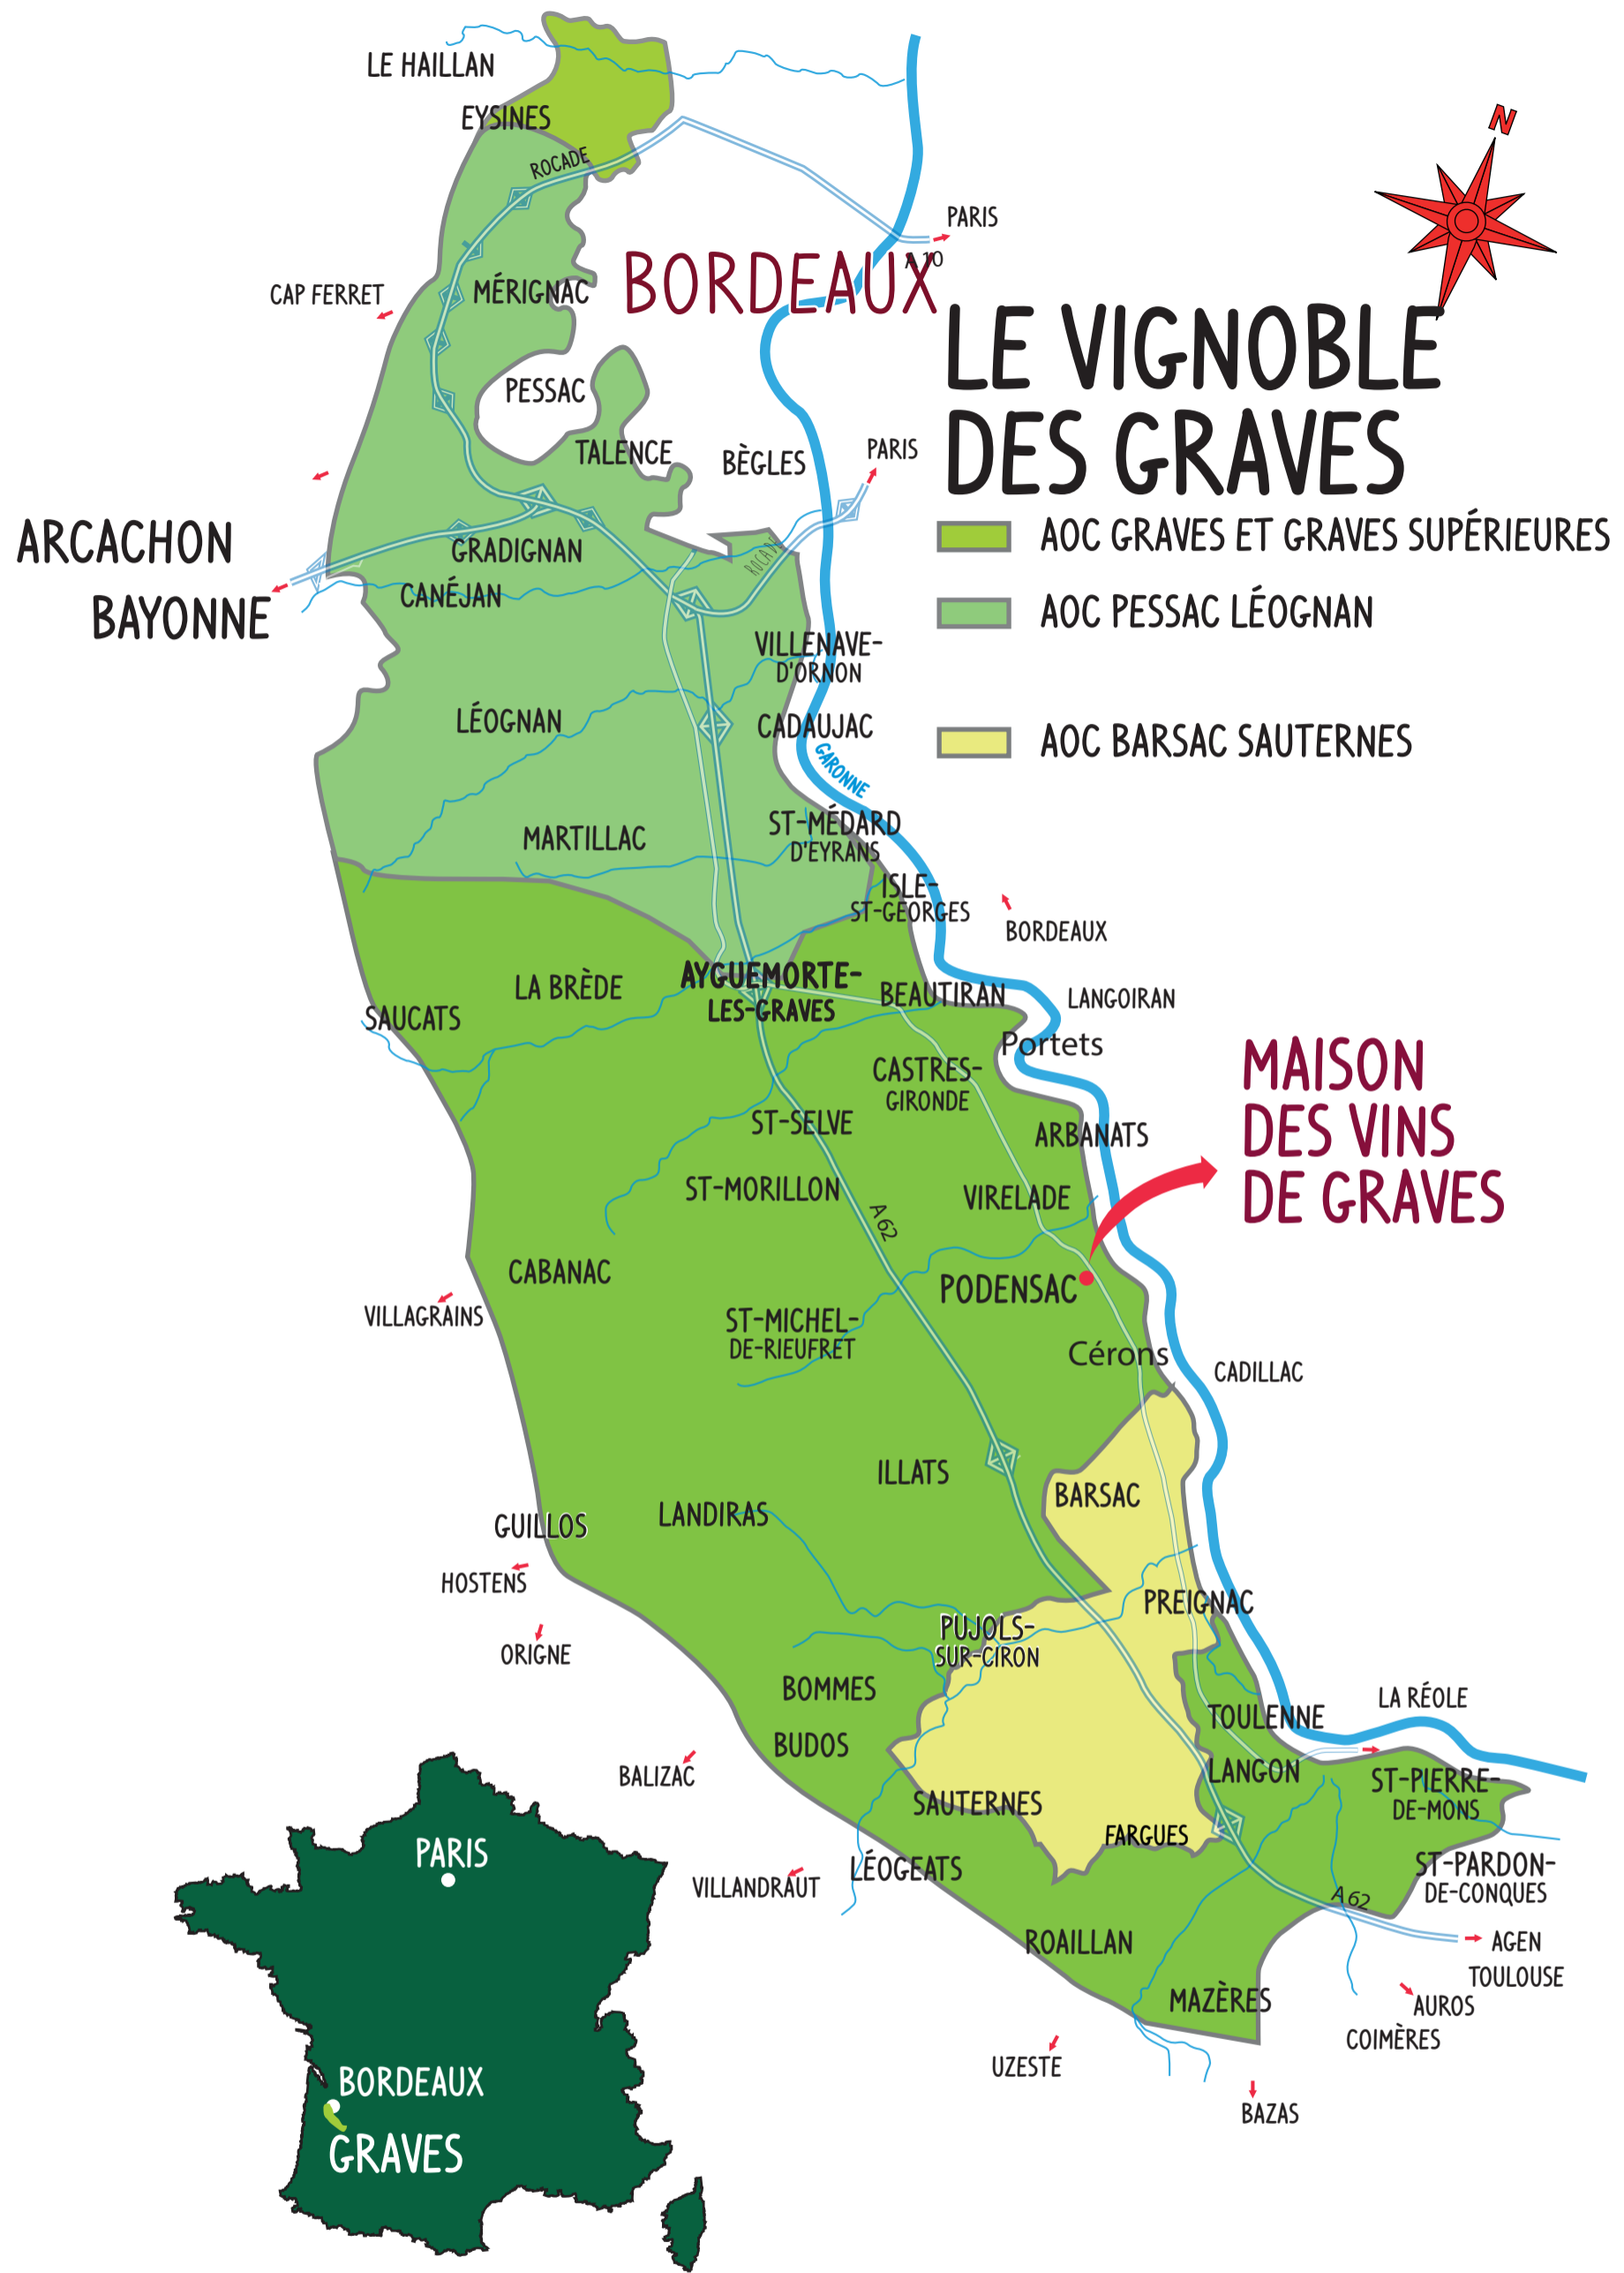 LE HAILLAN
EYSINES
ROCADE
N
PARIS
A 10
BORDEAUX
CAP FERRET
MÉRIGNAC
LE VIGNOBLE
DES GRAVES
PESSAC
TALENCE
BÈGLES
PARIS
ARCACHON
BAYONNE
GRADIGNAN
ROCADE
CANÉJAN
AOC GRAVES ET GRAVES SUPÉRIEURES
AOC PESSAC LÉOGNAN
AOC BARSAC SAUTERNES
VILLENAVE-
D'ORNON
LÉOGNAN
CADAUJAC
GARONNE
MARTILLAC
ST-MÉDARD
D'EYRANS
ISLE-
ST-GEORGES
BORDEAUX
LA BRÈDE
AYGUEMORTE-
LES-GRAVES
BEAUTIRAN
LANGOIRAN
SAUCATS
Portets
CASTRES-
GIRONDE
MAISON
DES VINS
DE GRAVES
ST-SELVE
ARBANATS
ST-MORILLON
VIRELADE
A 62
CABANAC
PODENSAC
VILLAGRAINS
ST-MICHEL-
DE-RIEUFRET
Cérons
CADILLAC
ILLATS
BARSAC
LANDIRAS
GUILLOS
HOSTENS
PREIGNAC
PUJOLS-
SUR-CIRON
ORIGNE
BOMMES
LA RÉOLE
TOULENNE
BUDOS
BALIZAC
LANGON
ST-PIERRE-
DE-MONS
SAUTERNES
FARGUES
LÉOGEATS
VILLANDRAUT
ST-PARDON-
DE-CONQUES
A 62
ROAILLAN
AGEN
TOULOUSE
MAZÈRES
AUROS
COIMÈRES
UZESTE
BAZAS
PARIS
BORDEAUX
GRAVES